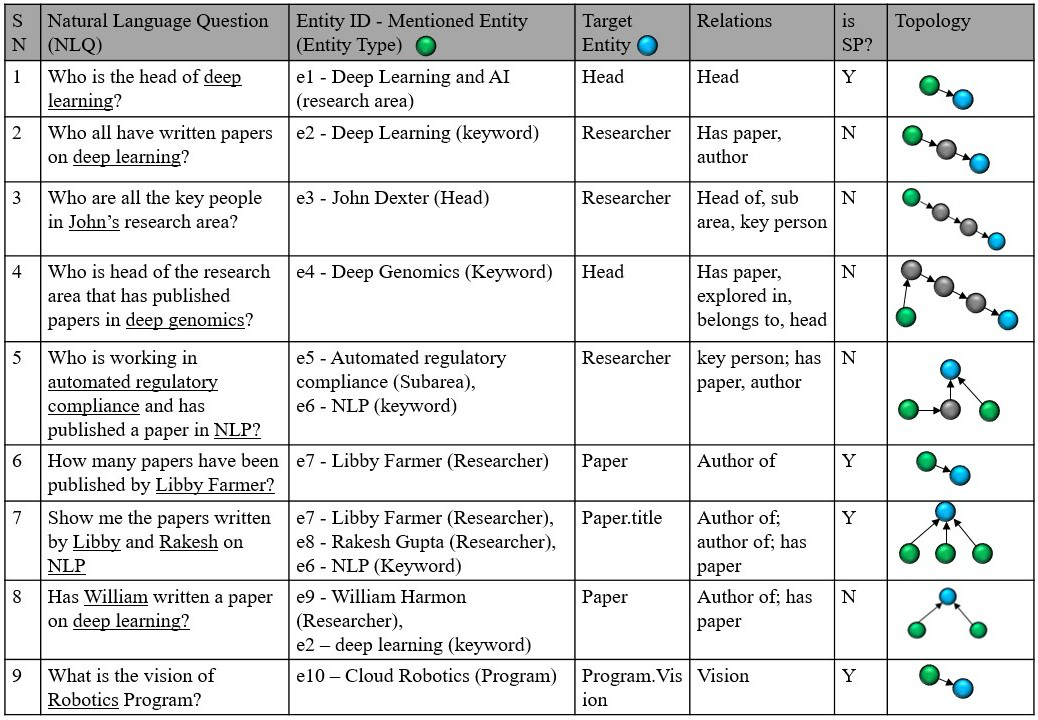 S N
Natural Language Question (NLQ)
Entity ID - Mentioned Entity (Entity Type)
Target Entity
Relations
is SP?
Topology
1
Who is the head of deep
learning?
e1 - Deep Learning and AI
(research area)
Head
Head
Y
2
Who all have written papers
on deep learning?
e2 - Deep Learning (keyword)
Researcher
Has paper,
author
N
3
Who are all the key people
in John’s research area?
e3 - John Dexter (Head)
Researcher
Head of, sub
area, key person
N
4
Who is head of the research
area that has published
papers in deep genomics?
e4 - Deep Genomics (Keyword)
Head
Has paper,
explored in,
belongs to, head
N
5
Who is working in
automated regulatory
compliance and has
published a paper in NLP?
e5 - Automated regulatory
compliance (Subarea),
e6 - NLP (keyword)
Researcher
key person; has
paper, author
N
6
How many papers have been
published by Libby Farmer?
e7 - Libby Farmer (Researcher)
Paper
Author of
Y
7
Show me the papers written
by Libby and Rakesh on
NLP
e7 - Libby Farmer (Researcher),
e8 - Rakesh Gupta (Researcher),
e6 - NLP (Keyword)
Paper.title
Author of;
author of; has
paper
Y
8
Has William written a paper
on deep learning?
e9 - William Harmon
(Researcher),
e2 – deep learning (keyword)
Paper
Author of; has
paper
N
9
What is the vision of
Robotics Program?
e10 – Cloud Robotics (Program)
Program.Vis
ion
Vision
Y